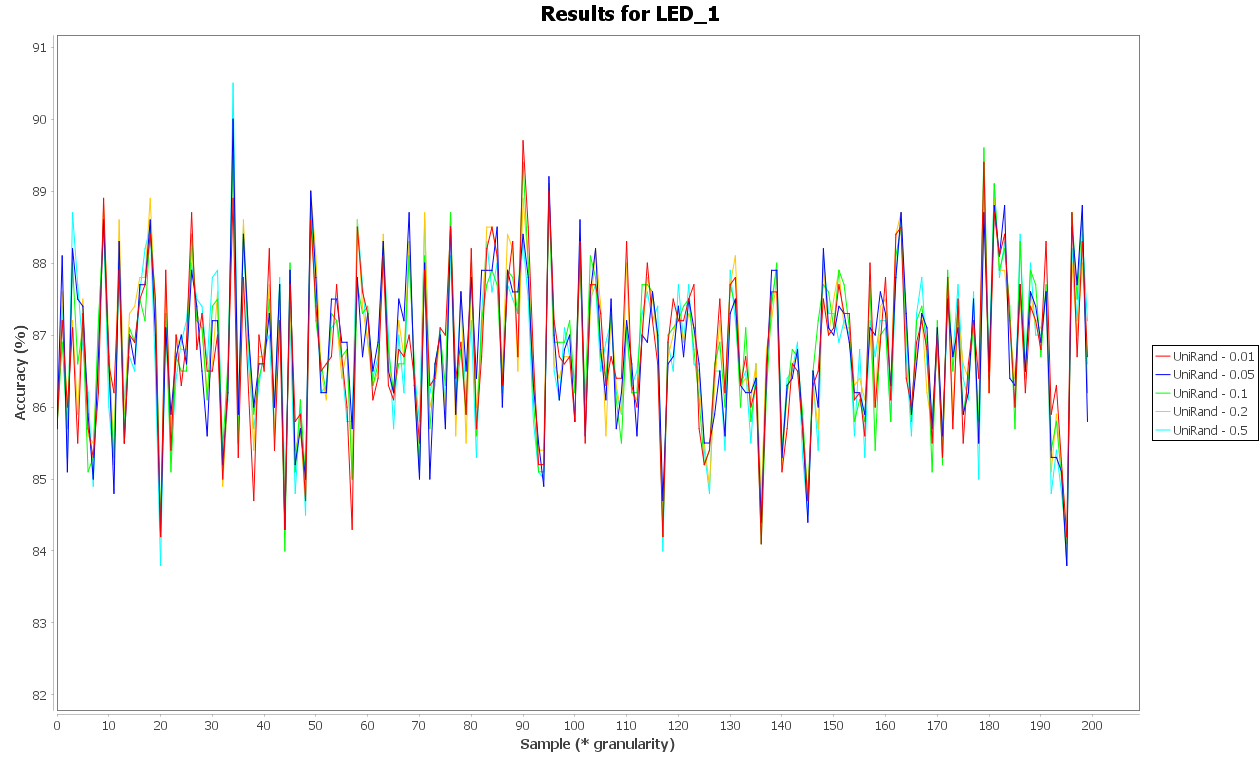 Results for LED_1
91
90
89
88
87
86
85
84
83
82
Accuracy (%)
0 10 20 30 40 50 60 70 80 90 100 110 120 130 140 150 160 170 180 190 200
Sample (* granularity)
UniRand - 0.01
UniRand - 0.05
UniRand - 0.1
UniRand - 0.2
UniRand - 0.5